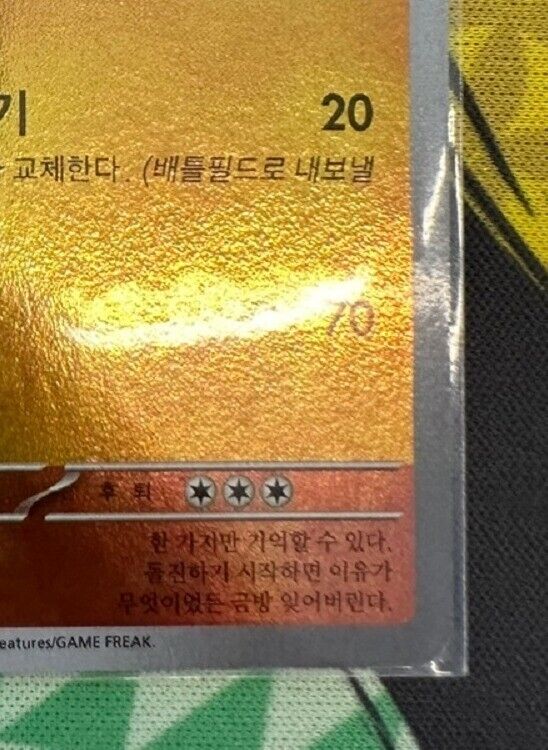 기 20
교체한다. (배틀필드로 내보낼
70
후퇴
한 가지만 기억할 수 있다.
돌진하기 시작하면 이유가
무엇이었든 금방 잊어버린다.
eatures/GAME FREAK.